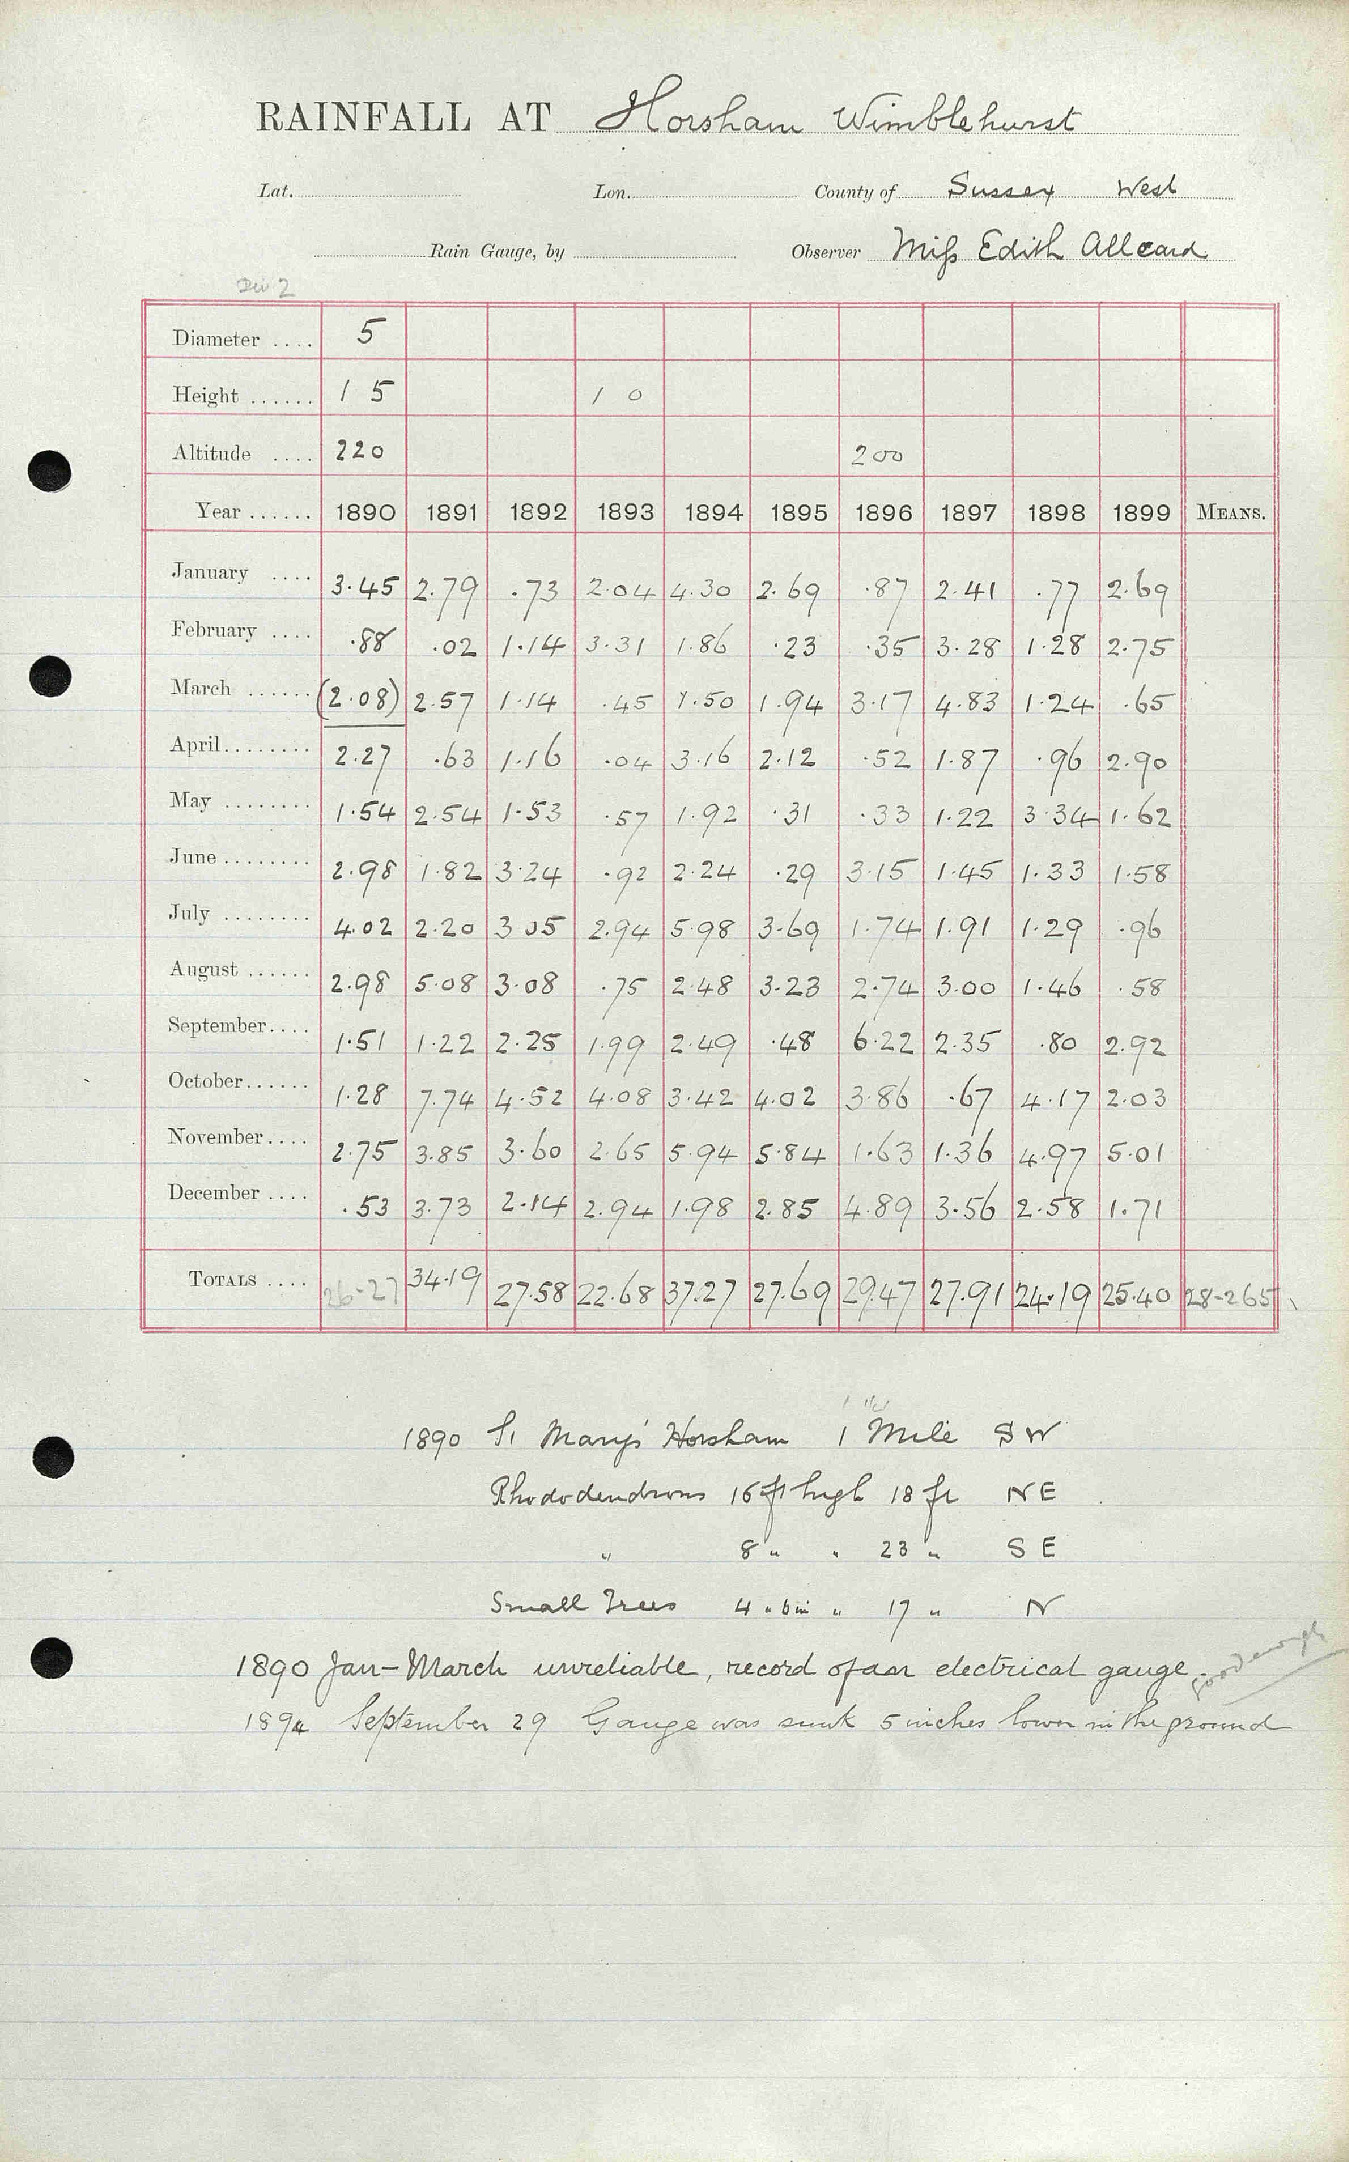 RAINFALL AT Horsham Wimblehurst
Lat. Lon. County of Sussex West
Rain Gauge, by Observer Miss Edith Allcard
Div 2
Diameter .... 5
Height ...... 1 5 1 0
Altitude .... 220 200
Year ...... 1890 1891 1892 1893 1894 1895 1896 1897 1898 1899 MEANS.
January .... 3.45 2.79 .73 2.04 4.30 2.69 .87 2.41 .77 2.69
February .... .88 .02 1.14 3.31 1.86 .23 .35 3.28 1.28 2.75
March ...... (2.08) 2.57 1.14 .45 1.50 1.94 3.17 4.83 1.24 .65
April ........ 2.27 .63 1.16 .04 3.16 2.12 .52 1.87 .96 2.90
May ........ 1.54 2.54 1.53 .57 1.92 .31 .33 1.22 3.34 1.62
June ........ 2.98 1.82 3.24 .92 2.24 .29 3.15 1.45 1.33 1.58
July ........ 4.02 2.20 3.05 2.94 5.98 3.69 1.74 1.91 1.29 .96
August ...... 2.98 5.08 3.08 .75 2.48 3.23 2.74 3.00 1.46 .58
September.... 1.51 1.22 2.25 1.99 2.49 .48 6.22 2.35 .80 2.92
October...... 1.28 7.74 4.52 4.08 3.42 4.02 3.86 .67 4.17 2.03
November.... 2.75 3.85 3.60 2.65 5.94 5.84 1.63 1.36 4.97 5.01
December .... .53 3.73 2.14 2.94 1.98 2.85 4.89 3.56 2.58 1.71
TOTALS .... 26.27 34.19 27.58 22.68 37.27 27.69 29.47 27.91 24.19 25.40 28.265
1890 St Mary's Horsham 1 Mile SW
Rhododendrons 16 ft high 18 ft NE
" 8 " " 23 " SE
Small Trees 4 " 6 in " 17 " N
1890 Jan - March unreliable, record of an electrical gauge. good enough
1894 September 29 Gauge was sunk 5 inches lower in the ground